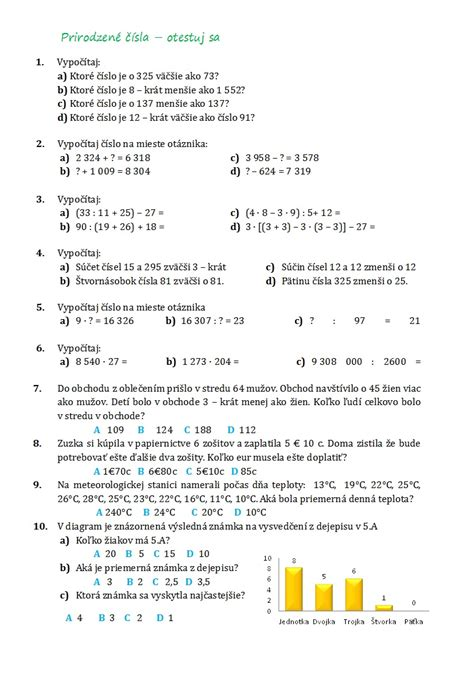 Prirodzené čísla – otestuj sa
1. Vypočítaj:
a) Ktoré číslo je o 325 väčšie ako 73?
b) Ktoré číslo je 8 – krát menšie ako 1 552?
c) Ktoré číslo je o 137 menšie ako 137?
d) Ktoré číslo je 12 – krát väčšie ako číslo 91?
2. Vypočítaj číslo na mieste otáznika:
a) 2 324 + ? = 6 318 c) 3 958 – ? = 3 578
b) ? + 1 009 = 8 304 d) ? – 624 = 7 319
3. Vypočítaj:
a) (33 : 11 + 25) – 27 = c) (4 · 8 – 3 · 9) : 5+ 12 =
b) 90 : (19 + 26) + 18 = d) 3 · [(3 + 3) – 3 · (3 – 3)] – 27 =
4. Vypočítaj:
a) Súčet čísel 15 a 295 zväčši 3 – krát c) Súčin čísel 12 a 12 zmenši o 12
b) Štvornásobok čísla 81 zväčši o 81. d) Pätinu čísla 325 zmenši o 25.
5. Vypočítaj číslo na mieste otáznika
a) 9 · ? = 16 326 b) 16 307 : ? = 23 c) ? : 97 = 21
6. Vypočítaj:
a) 8 540 · 27 = b) 1 273 · 204 = c) 9 308 000 : 2600 =
7. Do obchodu z oblečením prišlo v stredu 64 mužov. Obchod navštívilo o 45 žien viac
ako mužov. Detí bolo v obchode 3 – krát menej ako žien. Koľko ľudí celkovo bolo
v stredu v obchode?
A 109 B 124 C 188 D 112
8. Zuzka si kúpila v papiernictve 6 zošitov a zaplatila 5 € 10 c. Doma zistila že bude
potrebovať ešte ďalšie dva zošity. Koľko eur musela ešte doplatiť?
A 1€70c B 6€80c C 5€10c D 85c
9. Na meteorologickej stanici namerali počas dňa teploty: 13°C, 19°C, 22°C, 25°C,
26°C, 28°C, 25°C, 23°C, 22°C, 16°C, 11°C, 10°C. Aká bola priemerná denná teplota?
A 240°C B 24°C C 20°C D 2°C
10. V diagram je znázornená výsledná známka na vysvedčení z dejepisu v 5.A
a) Koľko žiakov má 5.A?
A 20 B 5 C 15 D 10
b) Aká je priemerná známka z dejepisu?
A 3 B 2 C 2,5 D 3,5
c) Ktorá známka sa vyskytla najčastejšie?
A 4 B 3 C 2 D 1
10
8
6
4
2
0
8
5
6
1
0
Jednotka Dvojka Trojka Štvorka Päťka